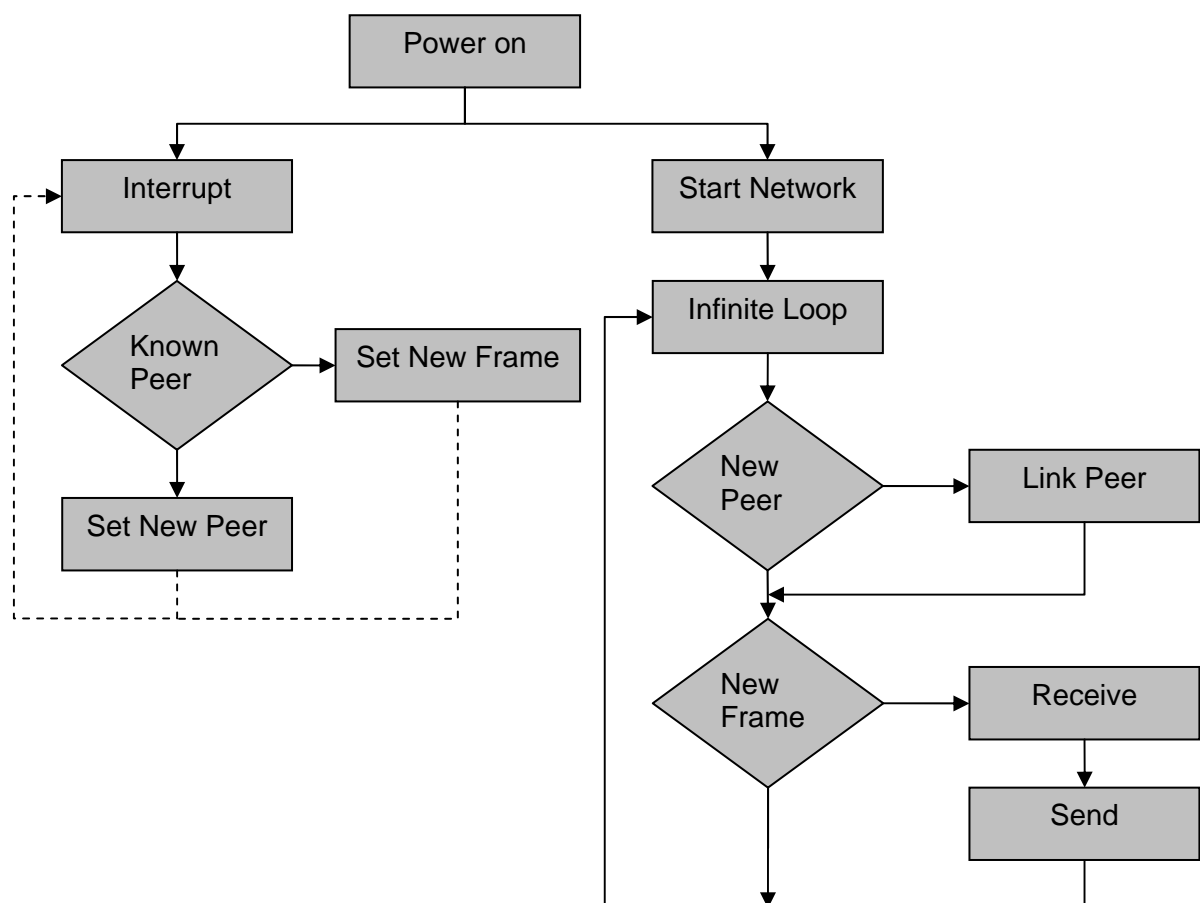 Power on
Interrupt
Start Network
Infinite Loop
Known
Peer
Set New Frame
New
Peer
Link Peer
Set New Peer
New
Frame
Receive
Send